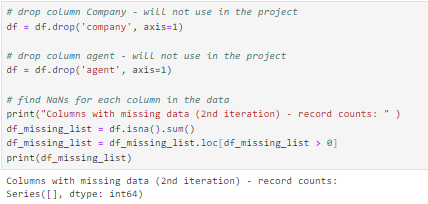 # drop column Company - will not use in the project
df = df.drop('company', axis=1)
# drop column agent - will not use in the project
df = df.drop('agent', axis=1)
# find NaNs for each column in the data
print("Columns with missing data (2nd iteration) - record counts: " )
df_missing_list = df.isna().sum()
df_missing_list = df_missing_list.loc[df_missing_list > 0]
print(df_missing_list)
Columns with missing data (2nd iteration) - record counts:
Series([], dtype: int64)